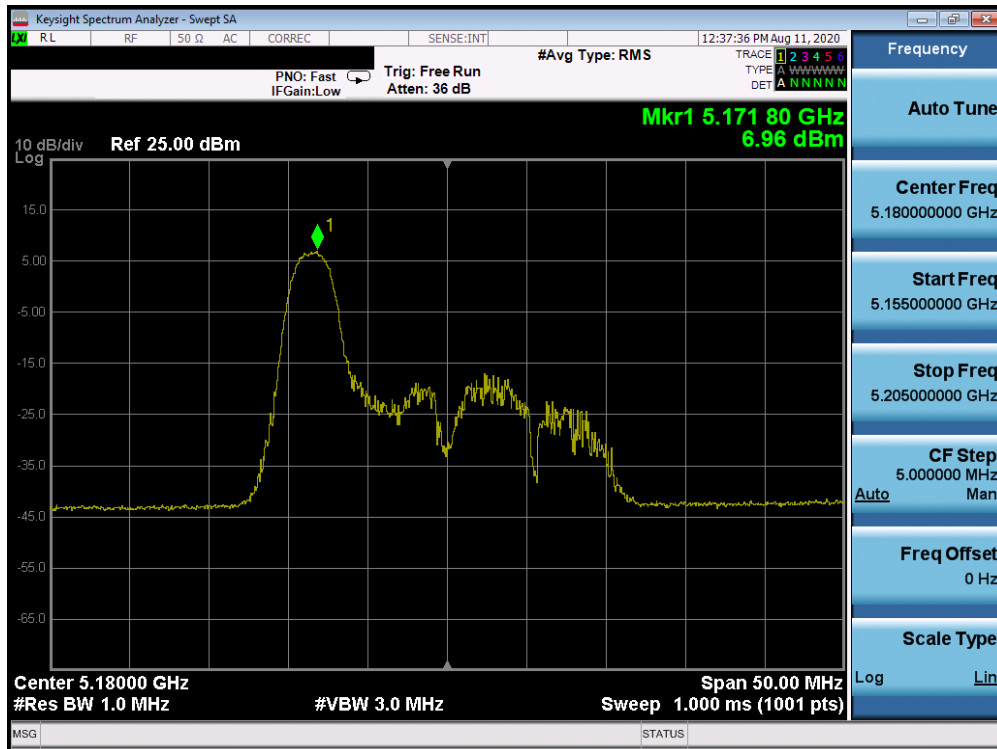 Keysight Spectrum Analyzer - Swept SA
LXI RL RF 50 Ω AC CORREC SENSE:INT 12:37:36 PM Aug 11, 2020
#Avg Type: RMS TRACE 1 2 3 4 5 6
PNO: Fast Trig: Free Run TYPE A WWWWW
IFGain:Low Atten: 36 dB DET A N N N N N
Mkr1 5.171 80 GHz
6.96 dBm
10 dB/div Ref 25.00 dBm
Log
1
15.0
5.00
-5.00
-15.0
-25.0
-35.0
-45.0
-55.0
-65.0
Center 5.18000 GHz Span 50.00 MHz
#Res BW 1.0 MHz #VBW 3.0 MHz Sweep 1.000 ms (1001 pts)
MSG STATUS
Frequency
Auto Tune
Center Freq
5.180000000 GHz
Start Freq
5.155000000 GHz
Stop Freq
5.205000000 GHz
CF Step
5.000000 MHz
Auto Man
Freq Offset
0 Hz
Scale Type
Log Lin